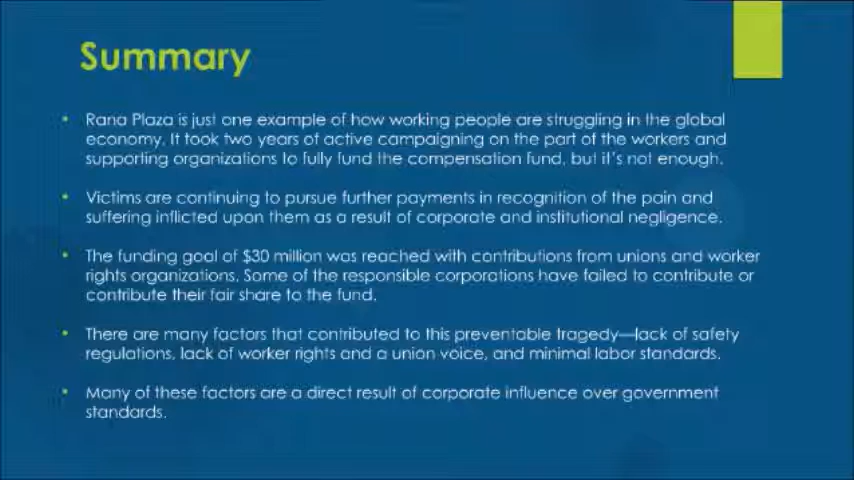 Summary
• Rana Plaza is just one example of how working people are struggling in the global
economy. It took two years of active campaigning on the part of the workers and
supporting organizations to fully fund the compensation fund, but it's not enough.
• Victims are continuing to pursue further payments in recognition of the pain and
suffering inflicted upon them as a result of corporate and institutional negligence.
• The funding goal of $30 million was reached with contributions from unions and worker
rights organizations. Some of the responsible corporations have failed to contribute or
contribute their fair share to the fund.
• There are many factors that contributed to this preventable tragedy—lack of safety
regulations, lack of worker rights and a union voice, and minimal labor standards.
• Many of these factors are a direct result of corporate influence over government
standards.